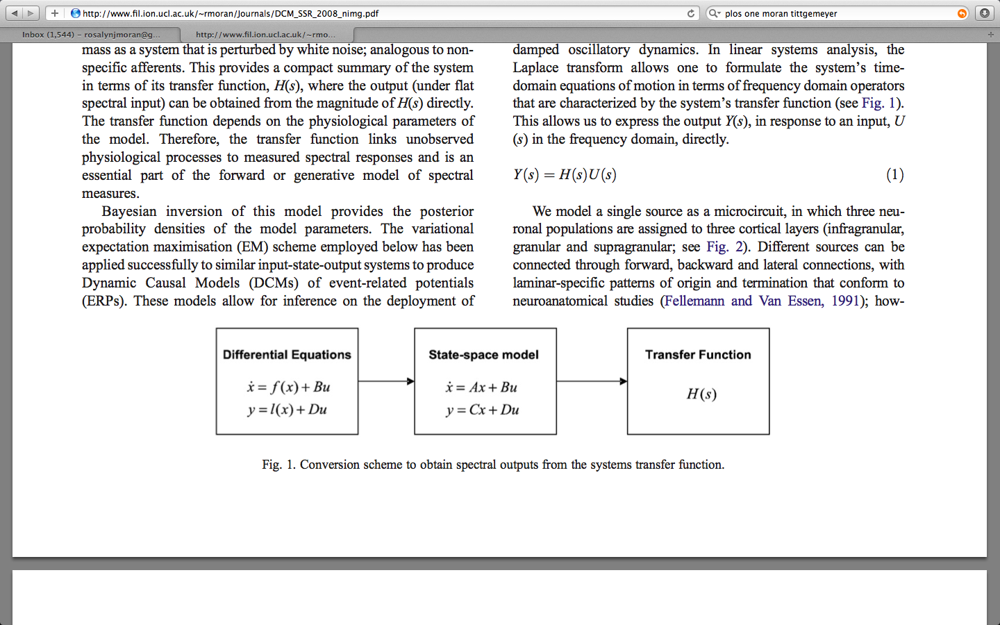 http://www.fil.ion.ucl.ac.uk/~rmoran/Journals/DCM_SSR_2008_nimg.pdf
plos one moran tittgemeyer
Inbox (1,544) – rosalynjmoran@g...
http://www.fil.ion.ucl.ac.uk/~rmo...
mass as a system that is perturbed by white noise; analogous to non-
specific afferents. This provides a compact summary of the system
in terms of its transfer function, H(s), where the output (under flat
spectral input) can be obtained from the magnitude of H(s) directly.
The transfer function depends on the physiological parameters of
the model. Therefore, the transfer function links unobserved
physiological processes to measured spectral responses and is an
essential part of the forward or generative model of spectral
measures.
Bayesian inversion of this model provides the posterior
probability densities of the model parameters. The variational
expectation maximisation (EM) scheme employed below has been
applied successfully to similar input-state-output systems to produce
Dynamic Causal Models (DCMs) of event-related potentials
(ERPs). These models allow for inference on the deployment of
damped oscillatory dynamics. In linear systems analysis, the
Laplace transform allows one to formulate the system's time-
domain equations of motion in terms of frequency domain operators
that are characterized by the system's transfer function (see Fig. 1).
This allows us to express the output Y(s), in response to an input, U
(s) in the frequency domain, directly.
Y(s) = H(s)U(s) (1)
We model a single source as a microcircuit, in which three neu-
ronal populations are assigned to three cortical layers (infragranular,
granular and supragranular; see Fig. 2). Different sources can be
connected through forward, backward and lateral connections, with
laminar-specific patterns of origin and termination that conform to
neuroanatomical studies (Fellemann and Van Essen, 1991); how-
Differential Equations
ẋ = f(x) + Bu
y = l(x) + Du
State-space model
ẋ = Ax + Bu
y = Cx + Du
Transfer Function
H(s)
Fig. 1. Conversion scheme to obtain spectral outputs from the systems transfer function.